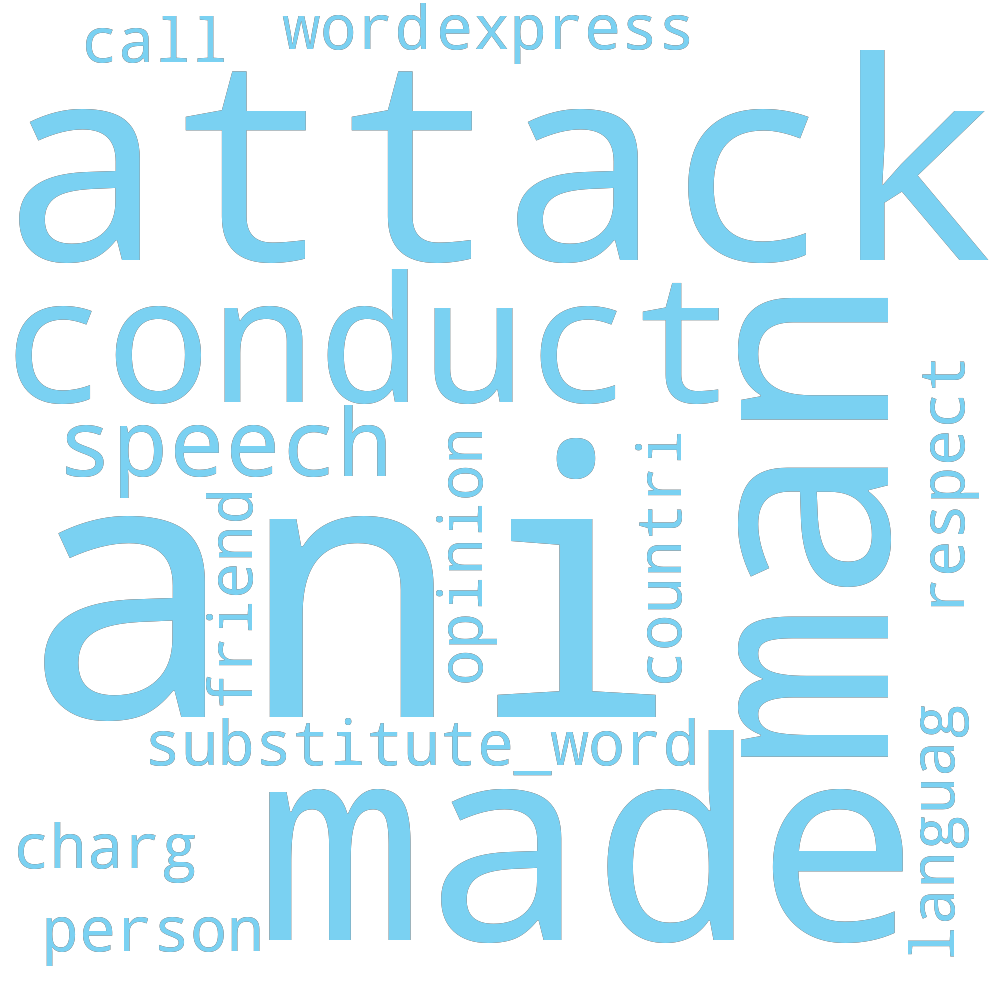 call
wordexpress
attack
conduct
man
respect
speech
ani
friend
opinion
countri
substitute_word
languag
made
charg
person